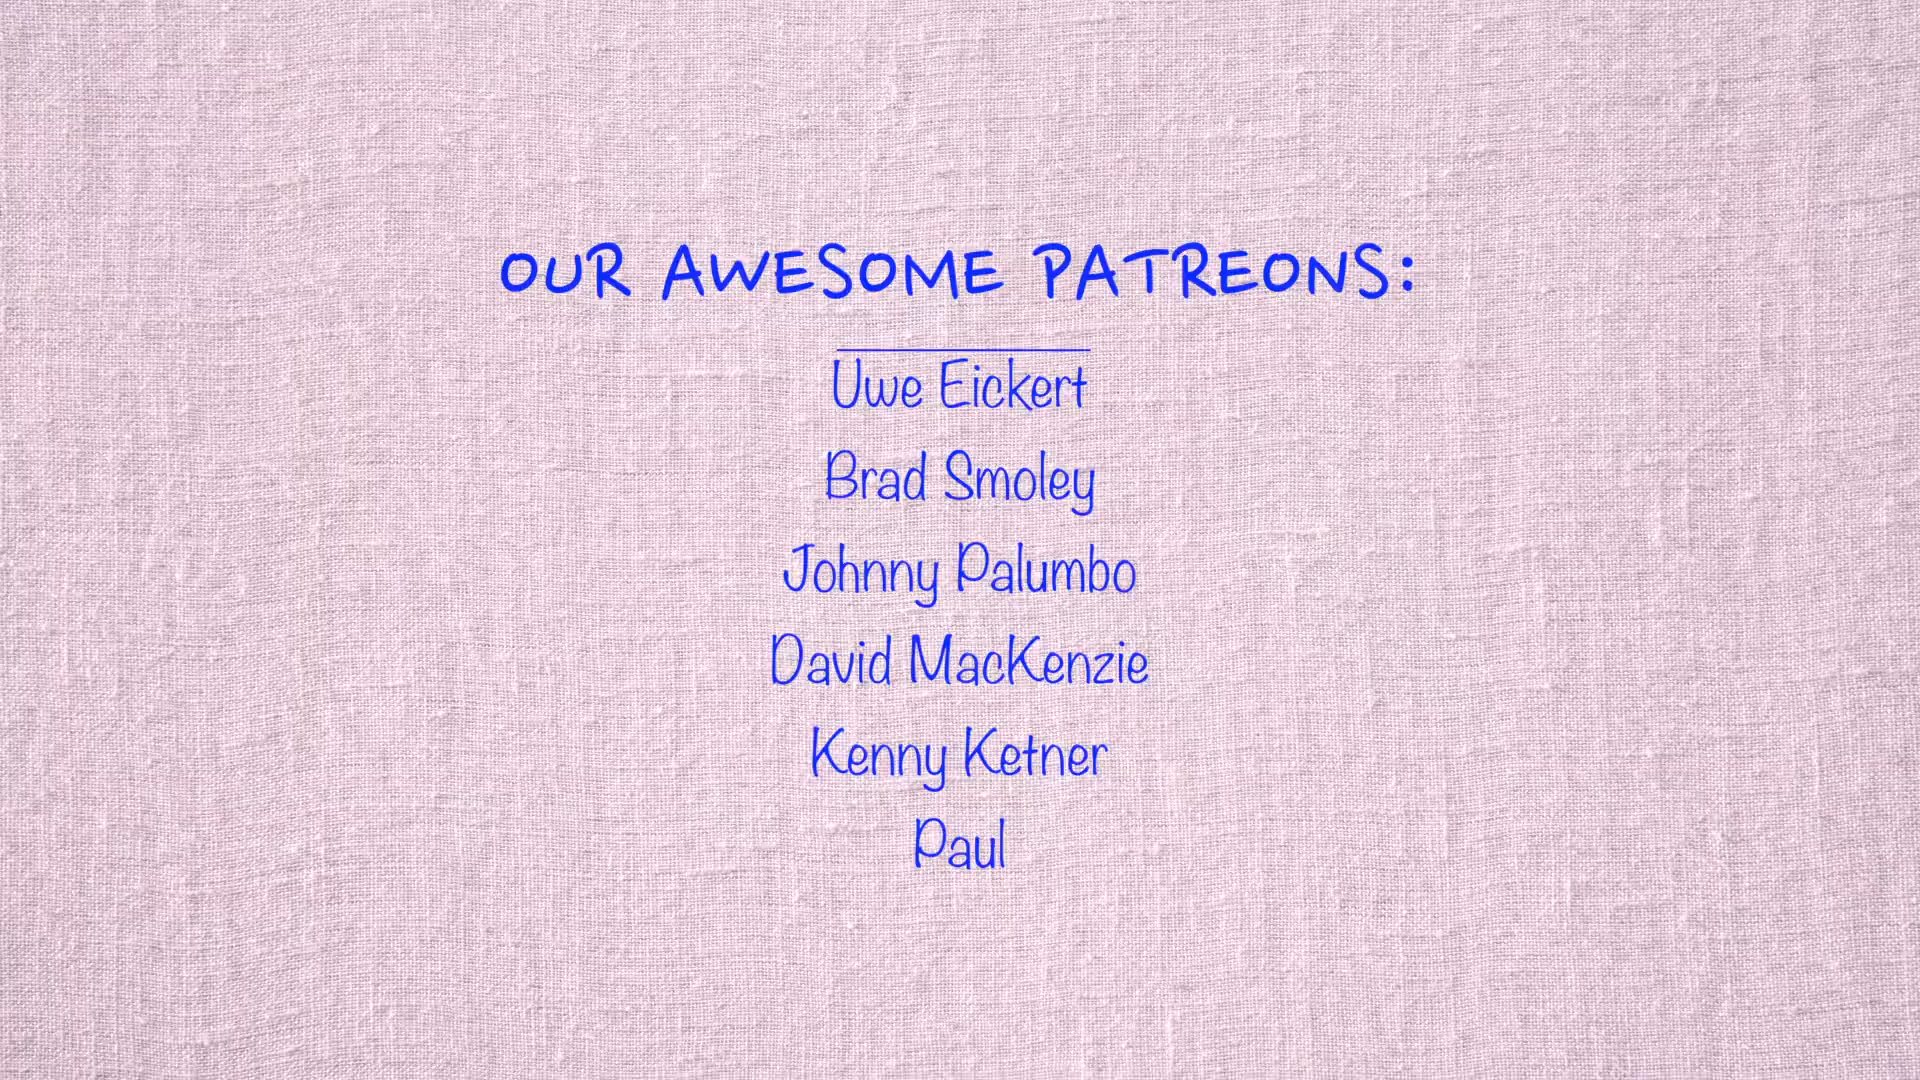 OUR AWESOME PATREONS:
Uwe Eickert
Brad Smoley
Johnny Palumbo
David MacKenzie
Kenny Ketner
Paul